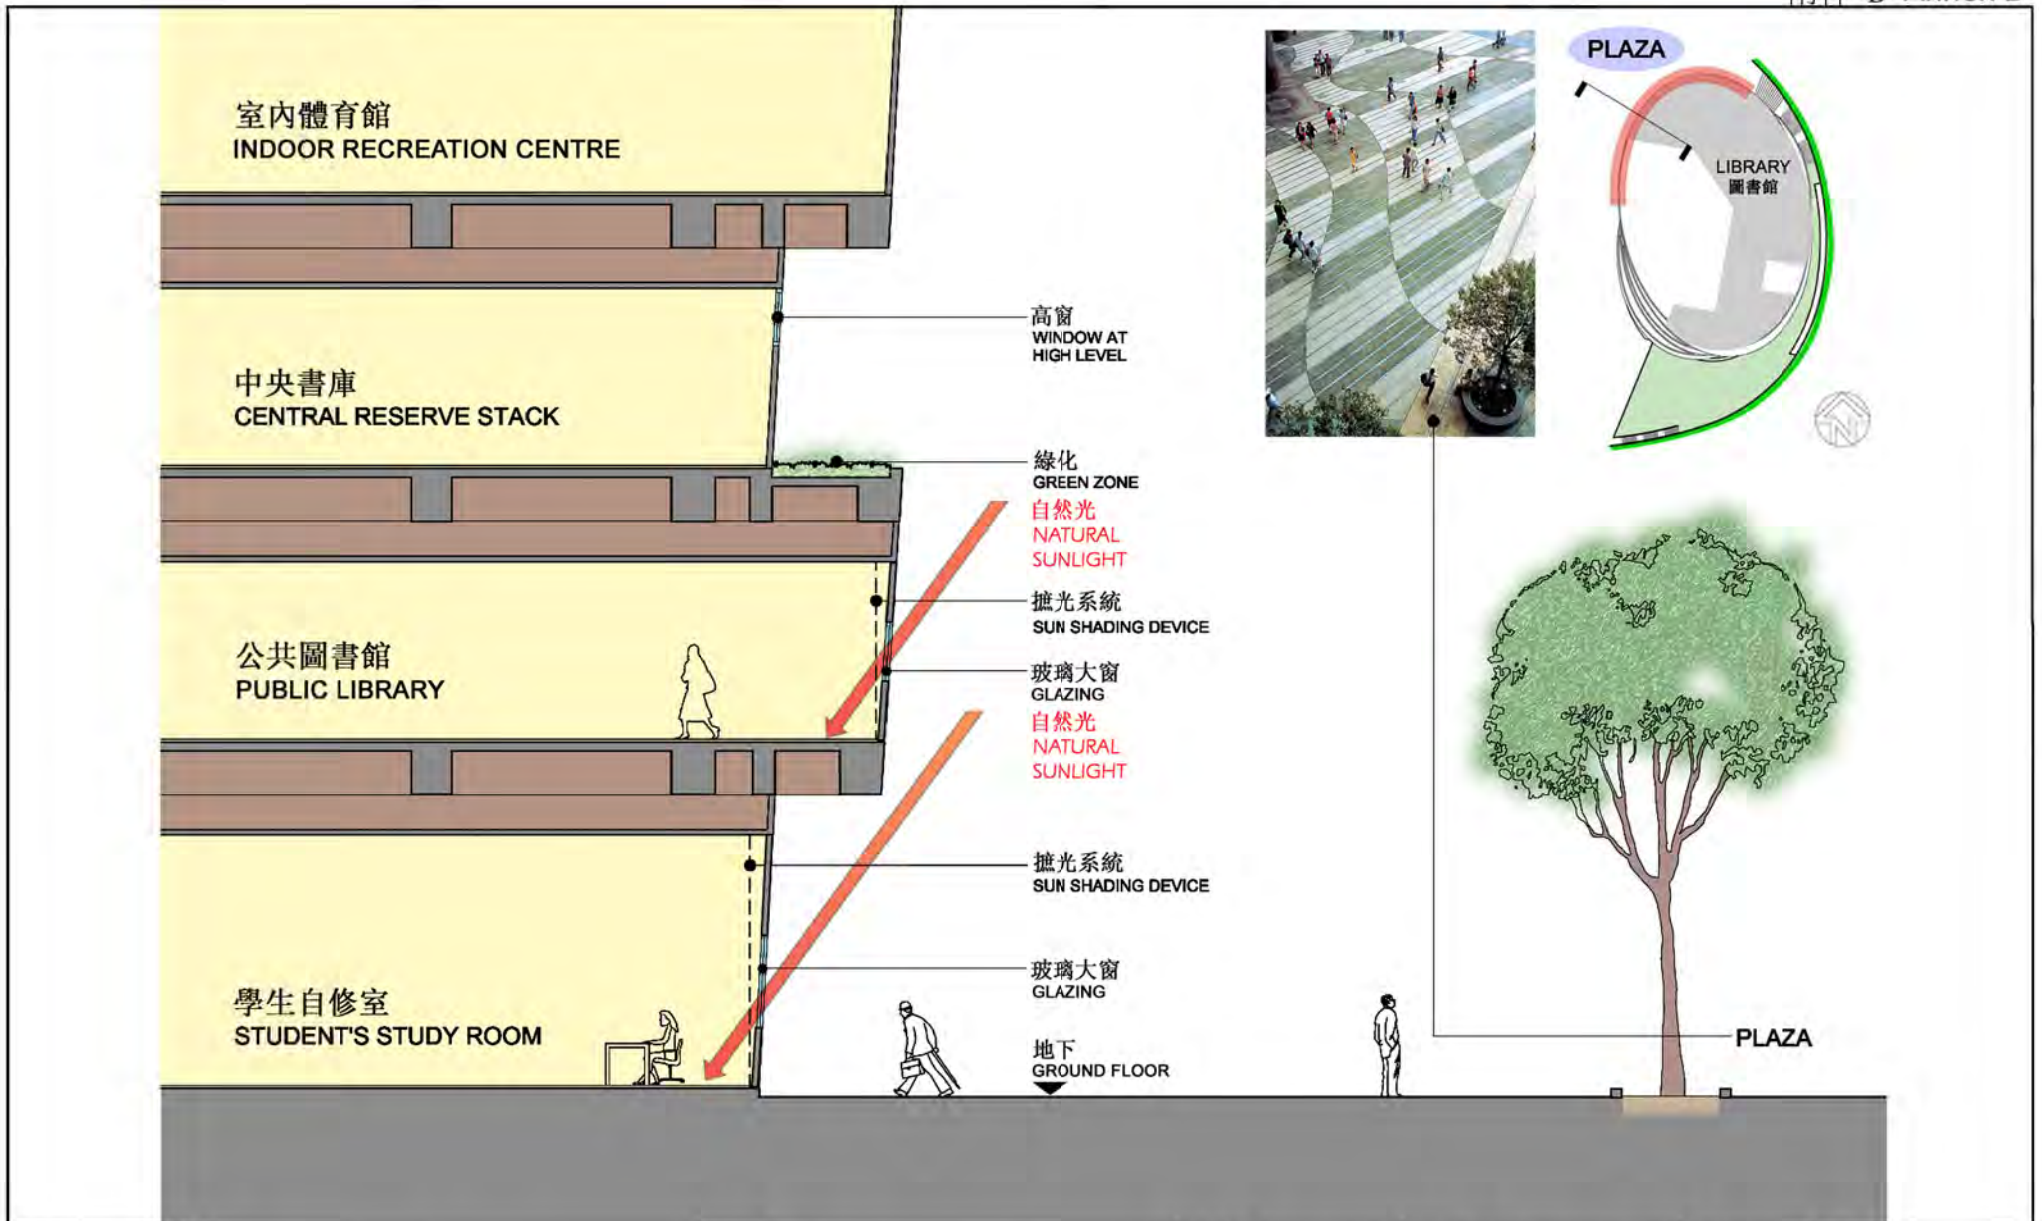 室內體育館
INDOOR RECREATION CENTRE
中央書庫
CENTRAL RESERVE STACK
公共圖書館
PUBLIC LIBRARY
學生自修室
STUDENT'S STUDY ROOM
高窗
WINDOW AT
HIGH LEVEL
綠化
GREEN ZONE
自然光
NATURAL
SUNLIGHT
摭光系統
SUN SHADING DEVICE
玻璃大窗
GLAZING
自然光
NATURAL
SUNLIGHT
摭光系統
SUN SHADING DEVICE
玻璃大窗
GLAZING
地下
GROUND FLOOR
PLAZA
LIBRARY
圖書館
N
PLAZA